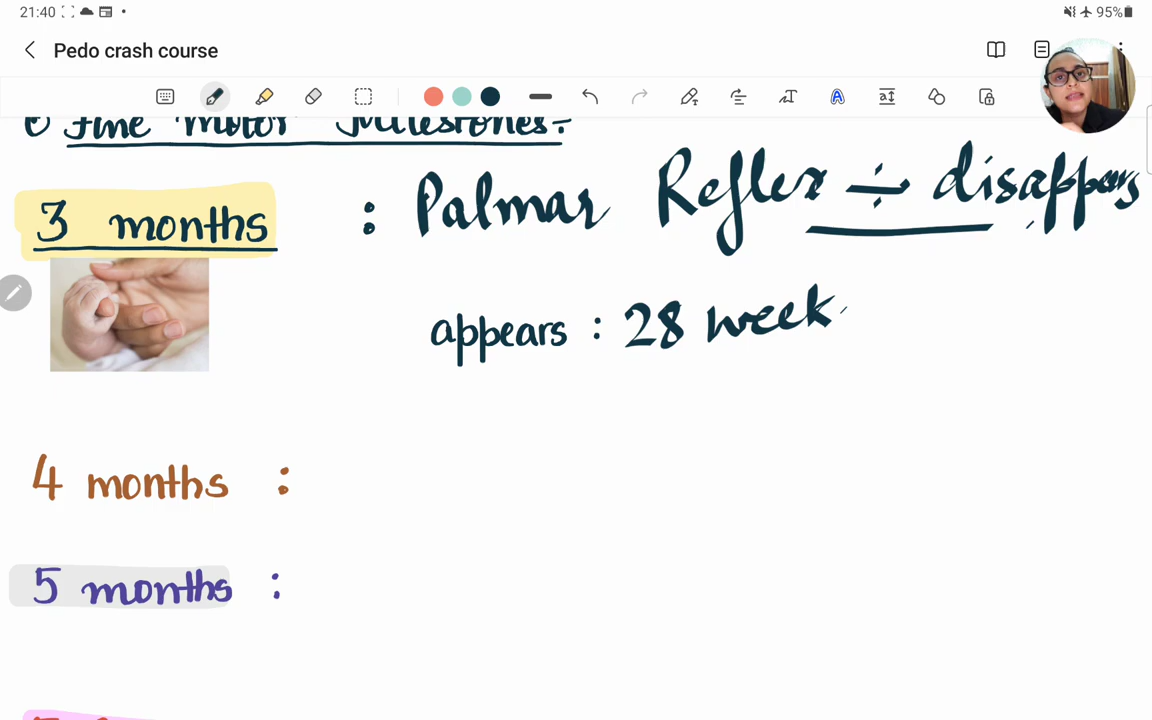 21:40 95%
Pedo crash course
Fine Motor Milestones:-
3 months : Palmar Reflex ÷ disappears
appears : 28 week
4 months :
5 months :